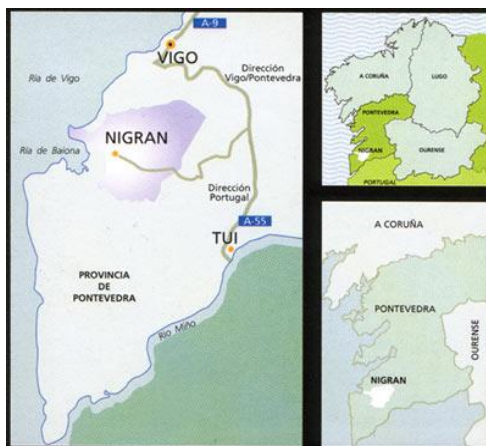 A-9
VIGO
Ría de Vigo
Dirección
Vigo/Pontevedra
NIGRAN
Ría de Baiona
Dirección
Portugal
A-55
TUI
PROVINCIA
DE
PONTEVEDRA
Río Miño
A CORUÑA
LUGO
PONTEVEDRA
NIGRAN
OURENSE
PORTUGAL
A CORUÑA
PONTEVEDRA
OURENSE
NIGRAN